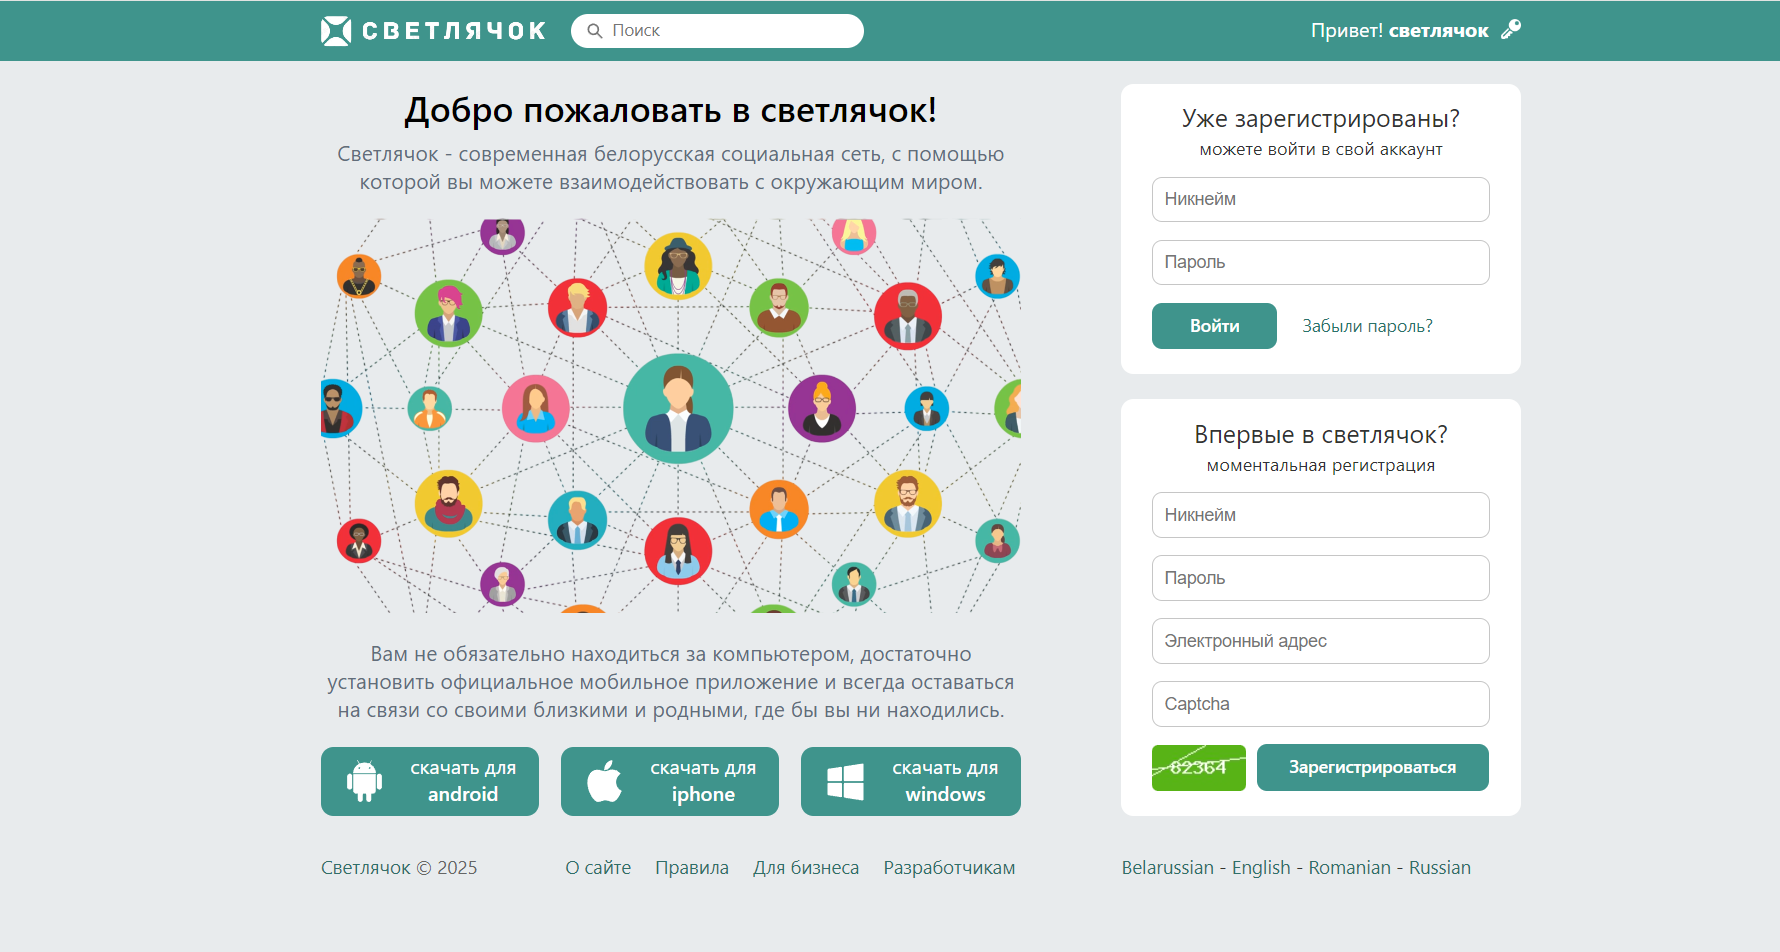 СВЕТЛЯЧОК
Поиск
Привет! светлячок
Добро пожаловать в светлячок!
Светлячок - современная белорусская социальная сеть, с помощью
которой вы можете взаимодействовать с окружающим миром.
Вам не обязательно находиться за компьютером, достаточно
установить официальное мобильное приложение и всегда оставаться
на связи со своими близкими и родными, где бы вы ни находились.
скачать для
android
скачать для
iphone
скачать для
windows
Уже зарегистрированы?
можете войти в свой аккаунт
Никнейм
Пароль
Войти
Забыли пароль?
Впервые в светлячок?
моментальная регистрация
Никнейм
Пароль
Электронный адрес
Captcha
82364
Зарегистрироваться
Светлячок © 2025
О сайте
Правила
Для бизнеса
Разработчикам
Belarussian - English - Romanian - Russian